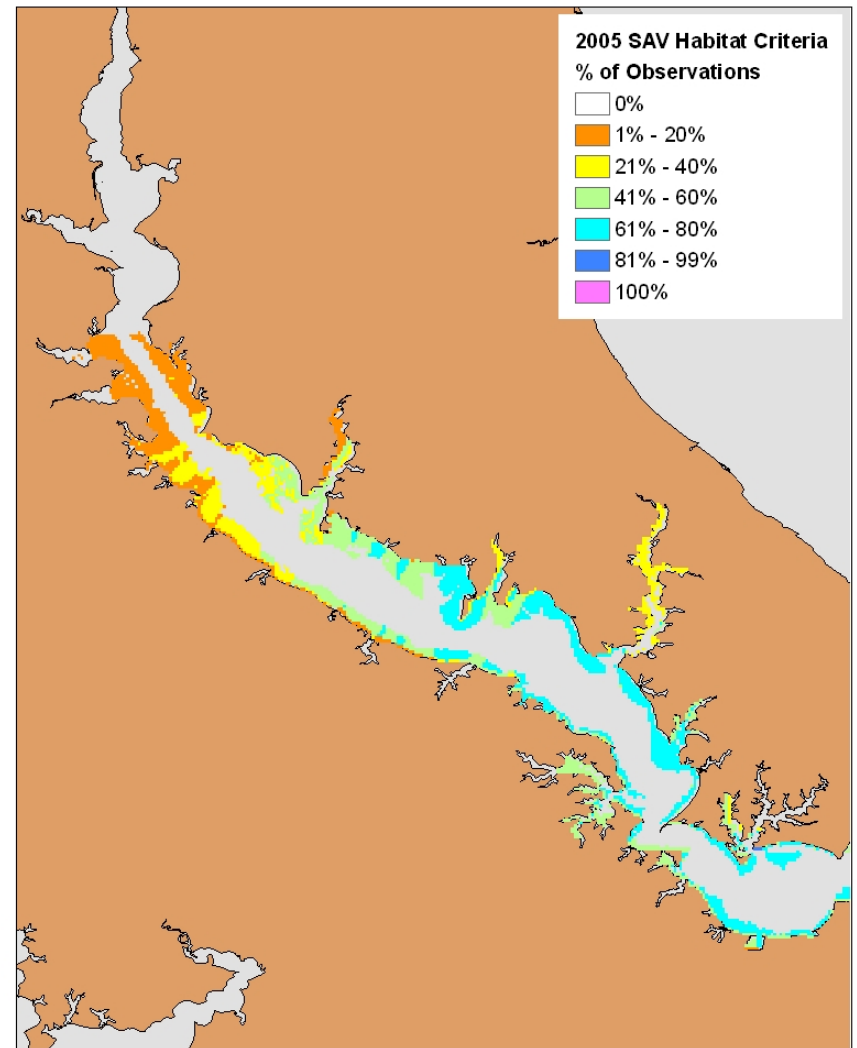 2005 SAV Habitat Criteria
% of Observations
0%
1% - 20%
21% - 40%
41% - 60%
61% - 80%
81% - 99%
100%